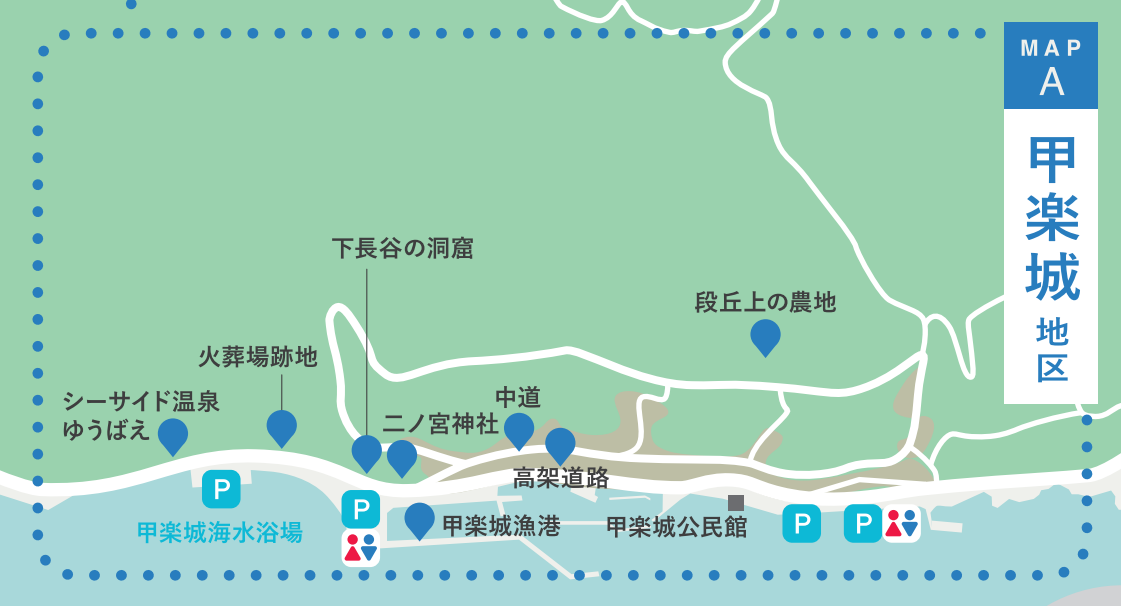 MAP
A
甲楽城
地区
下長谷の洞窟
段丘上の農地
火葬場跡地
シーサイド温泉
ゆうばえ
中道
二ノ宮神社
高架道路
P
甲楽城海水浴場
P
甲楽城漁港
甲楽城公民館
P
P